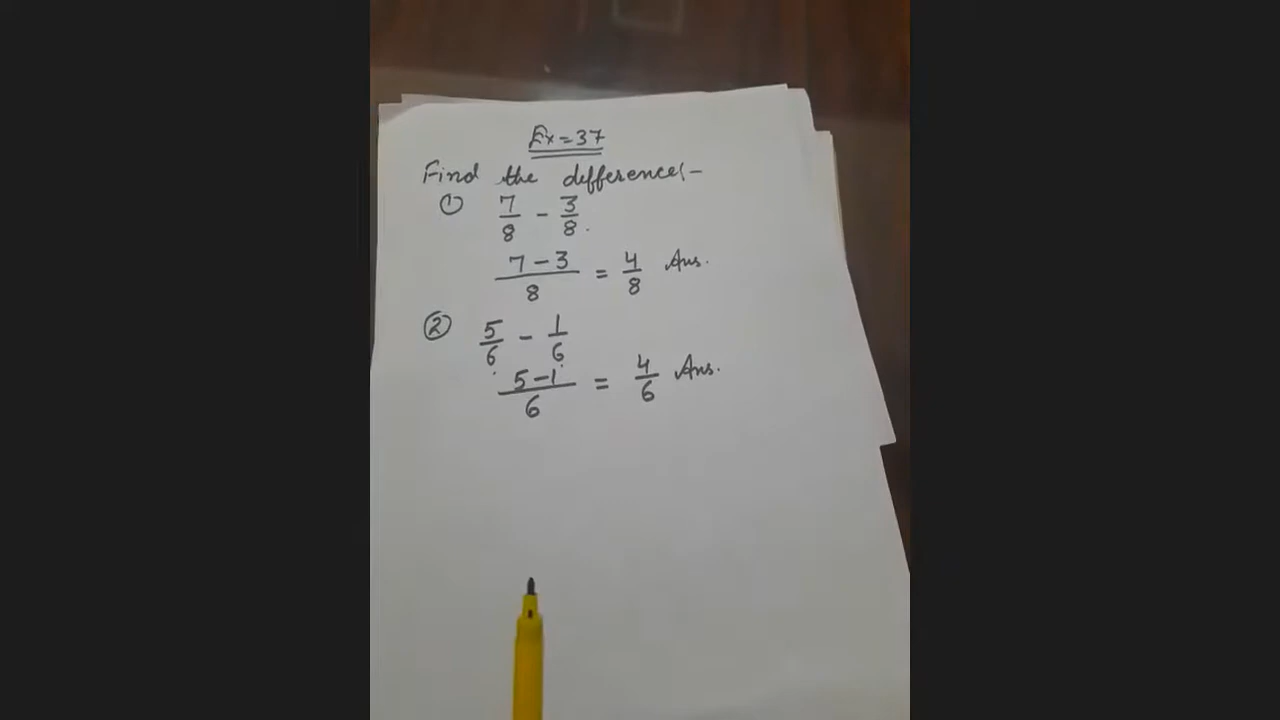 Ex=37
Find the difference:-
① 7/8 - 3/8.
7-3/8 = 4/8 Ans.
② 5/6 - 1/6
5-1/6 = 4/6 Ans.